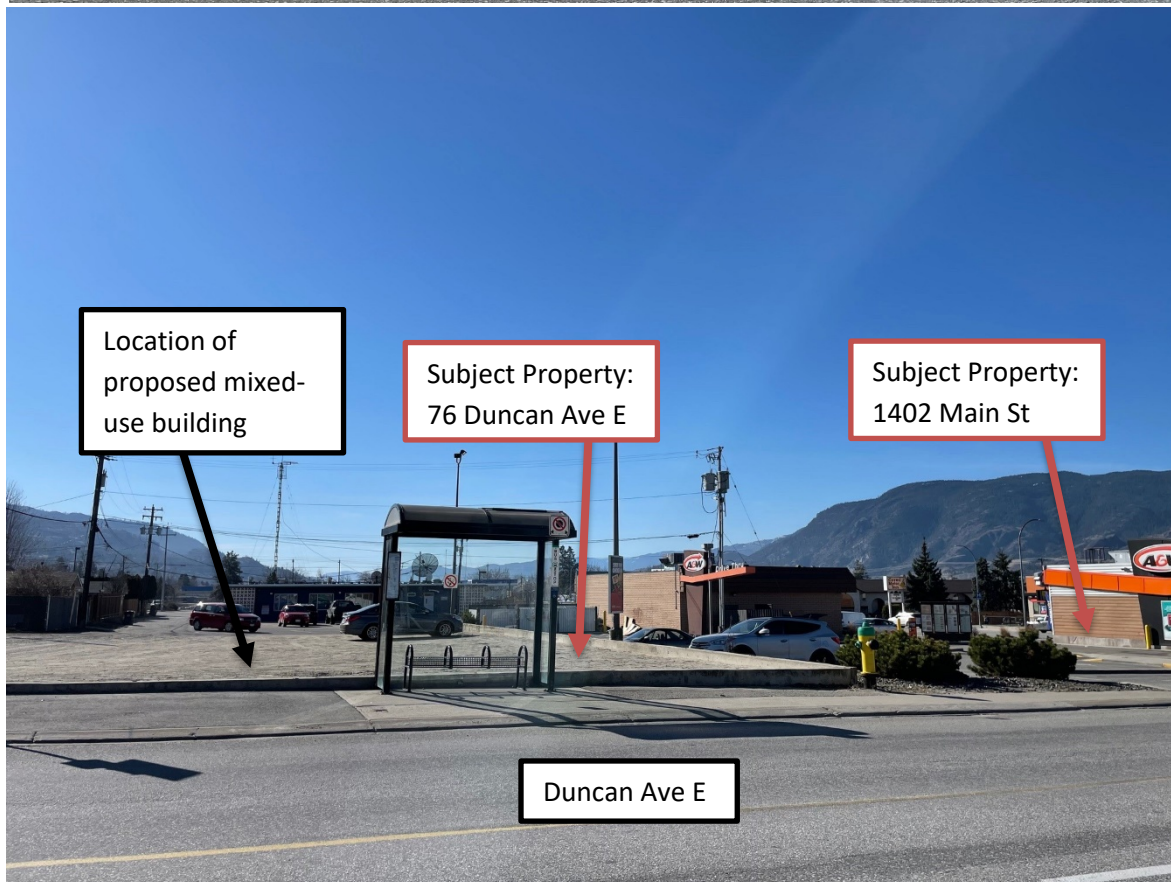 Location of
proposed mixed-
use building
Subject Property:
76 Duncan Ave E
Subject Property:
1402 Main St
A&W
A&W
Duncan Ave E